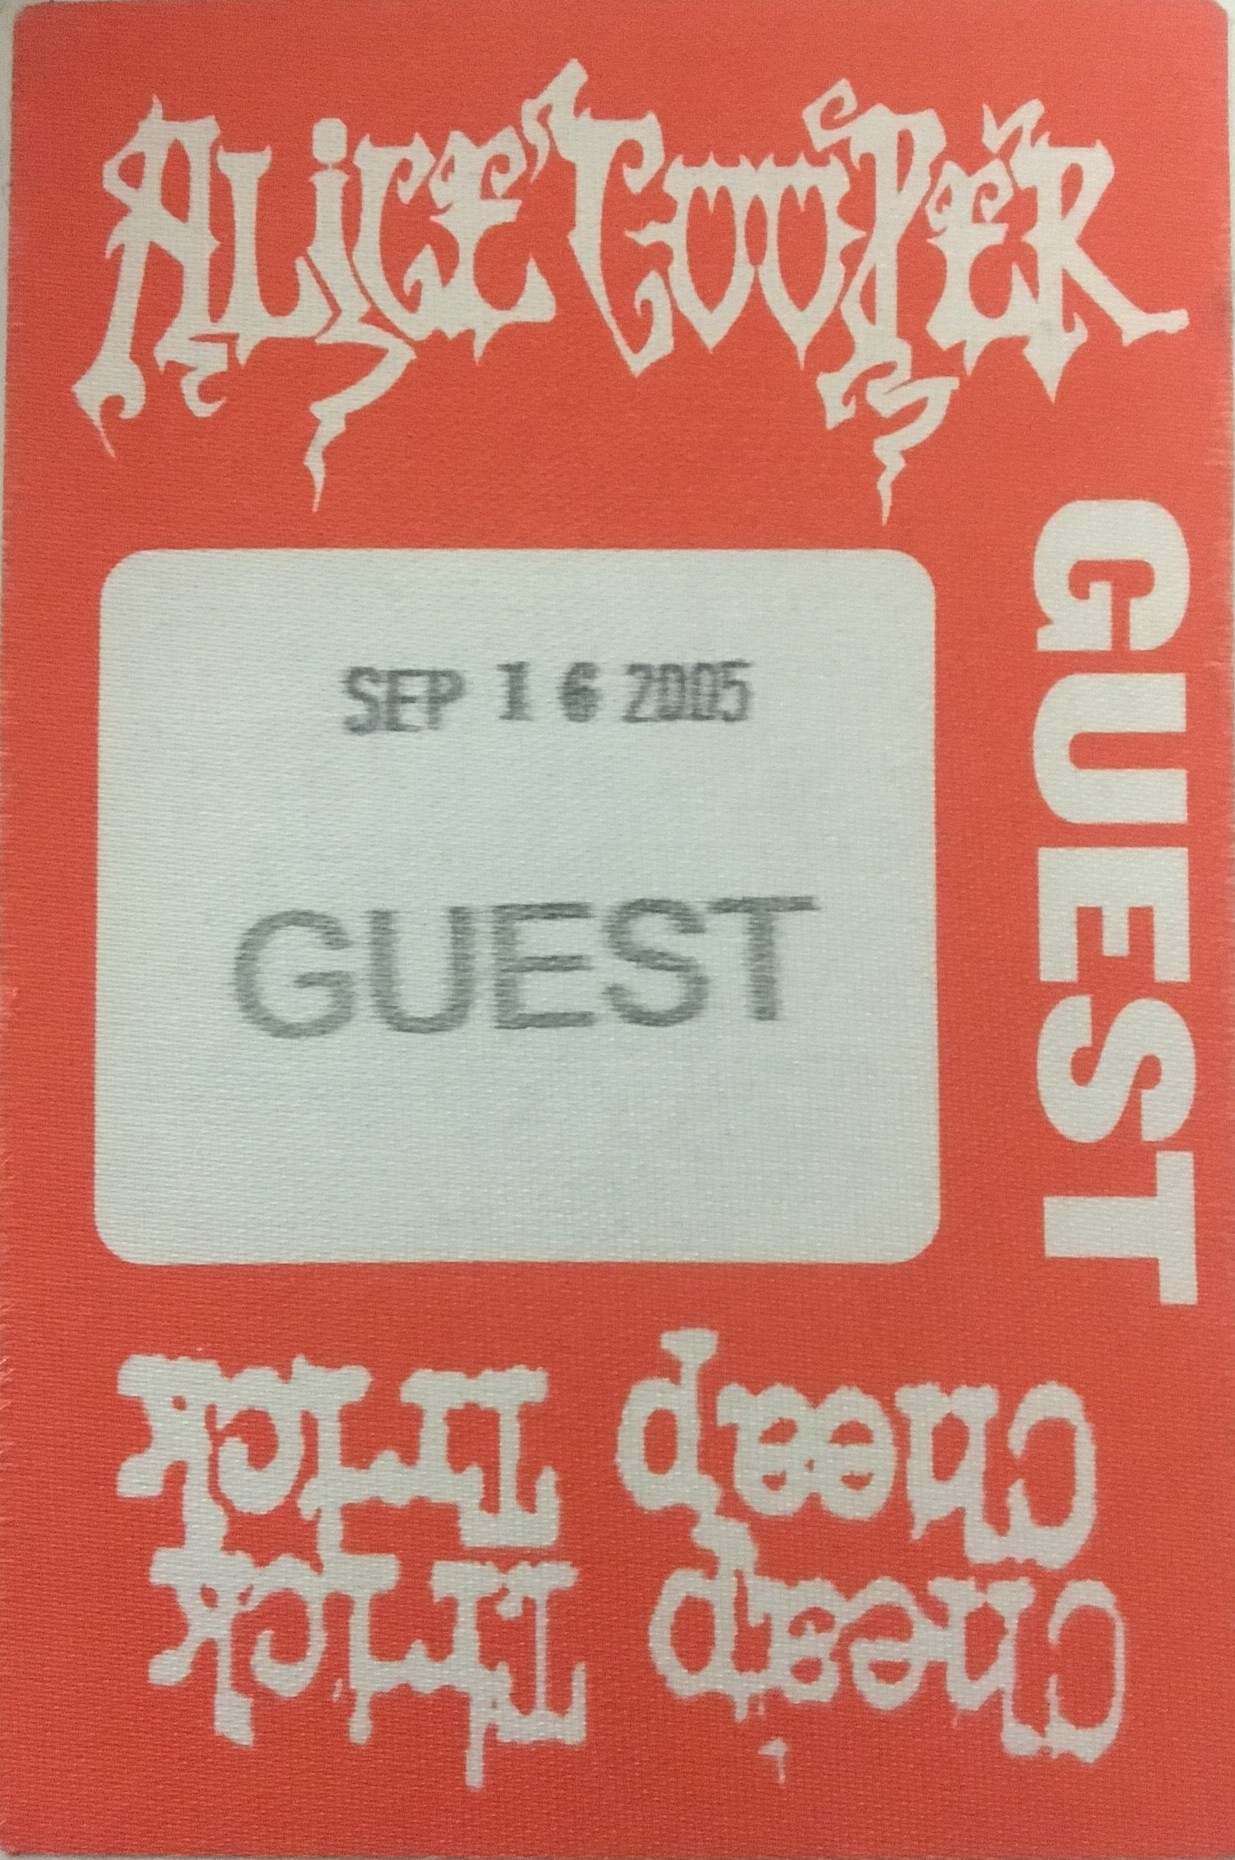 ALICE COOPER
SEP 16 2005
GUEST
GUEST
Cheap Trick
Cheap Trick